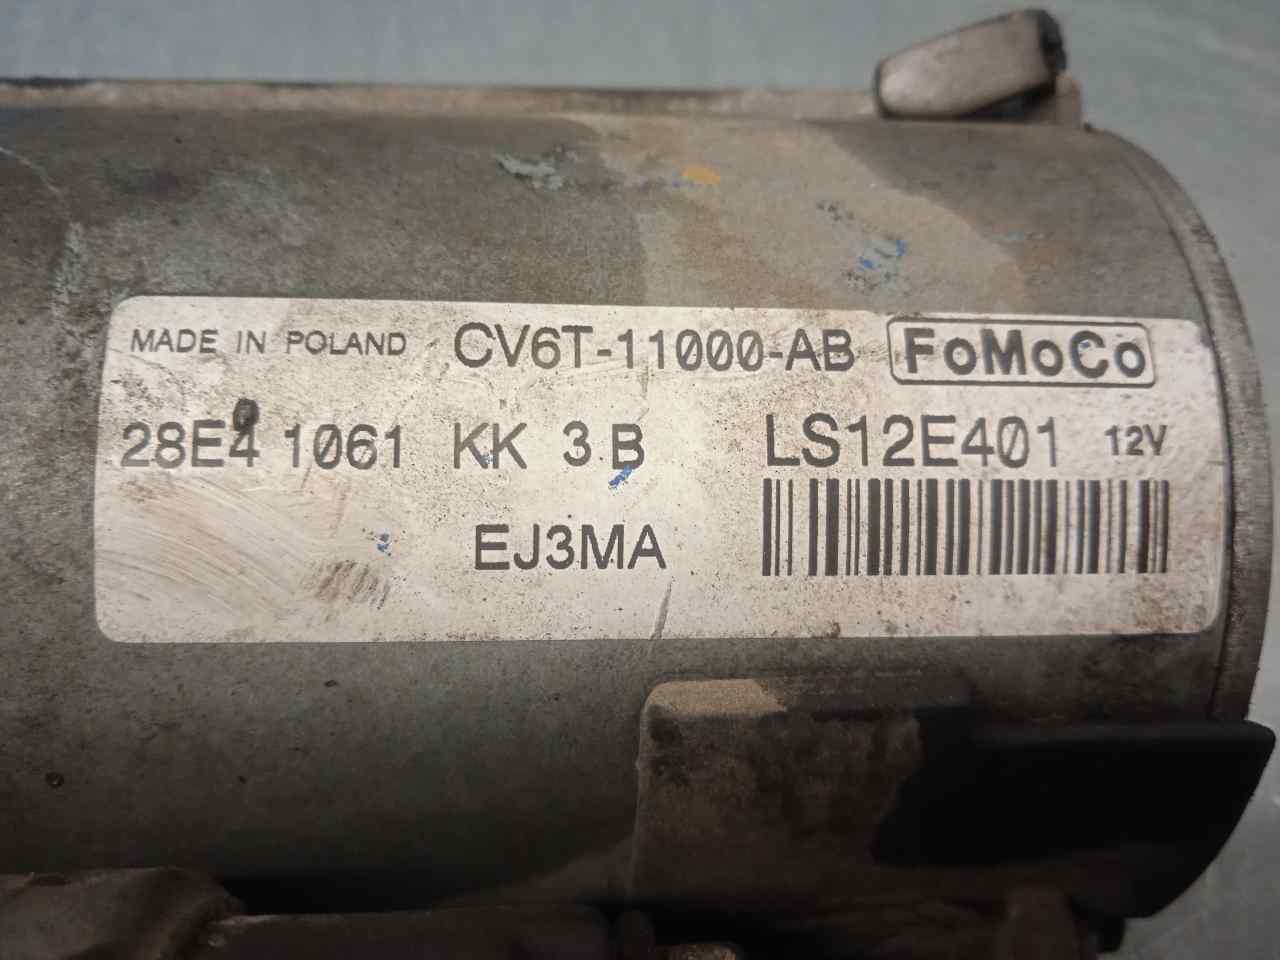 MADE IN POLAND CV6T-11000-AB FoMoCo
28E4 1061 KK 3 B LS12E401 12V
EJ3MA